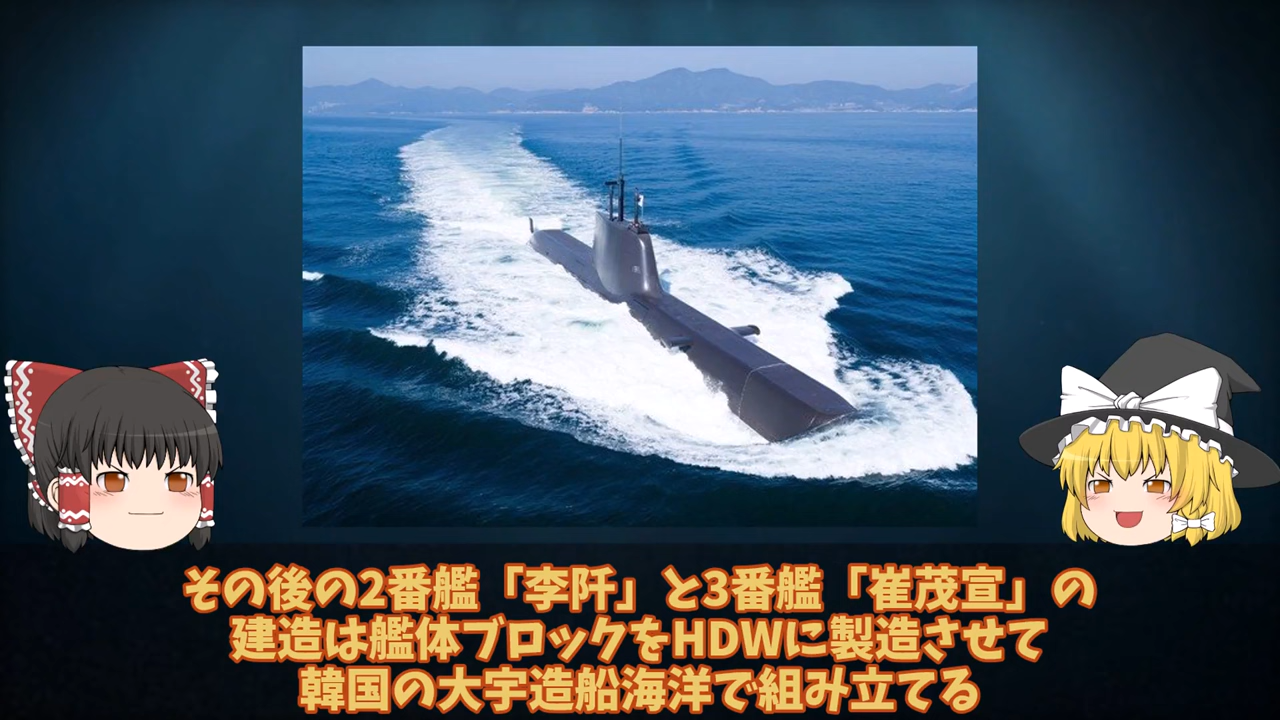 その後の2番艦「李阡」と3番艦「崔茂宣」の
建造は艦体ブロックをHDWに製造させて
韓国の大宇造船海洋で組み立てる